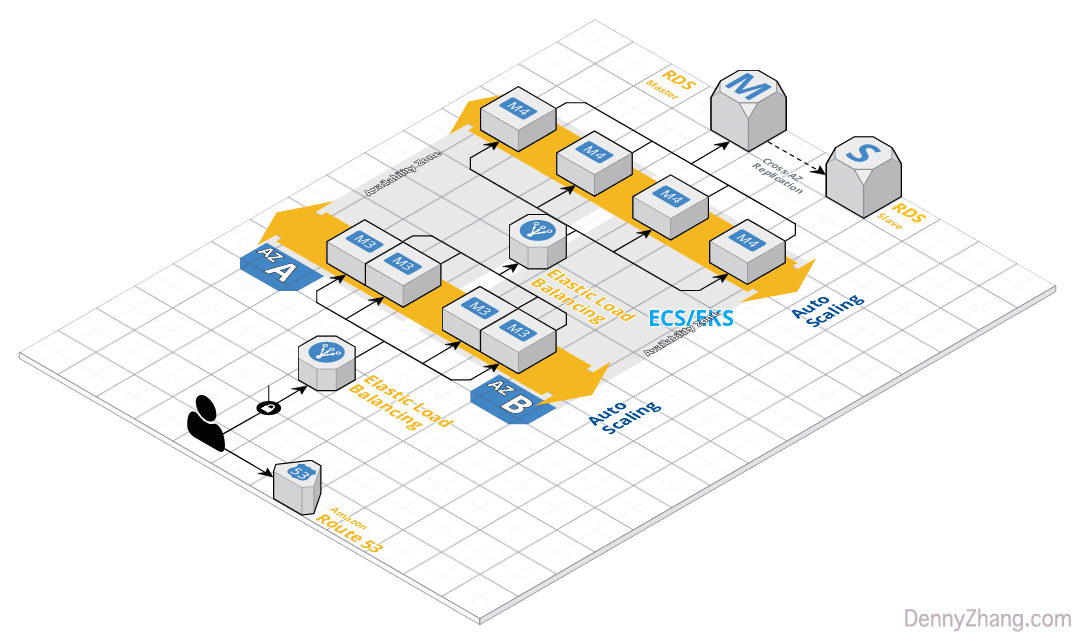 RDS
Master
M
M4
M4
Cross-AZ
Replication
S
Availability Zone
M4
RDS
Slave
M4
M3
M3
AZ A
Elastic Load
Balancing
Auto
Scaling
M3
ECS/EKS
M3
Availability Zone
Elastic Load
Balancing
AZ B
Auto
Scaling
53
Amazon
Route 53
DennyZhang.com